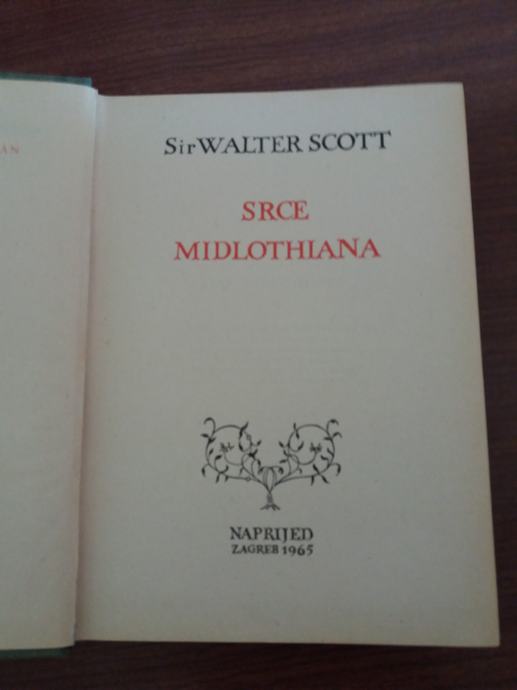 Sir WALTER SCOTT
SRCE
MIDLOTHIANA
NAPRIJED
ZAGREB 1965